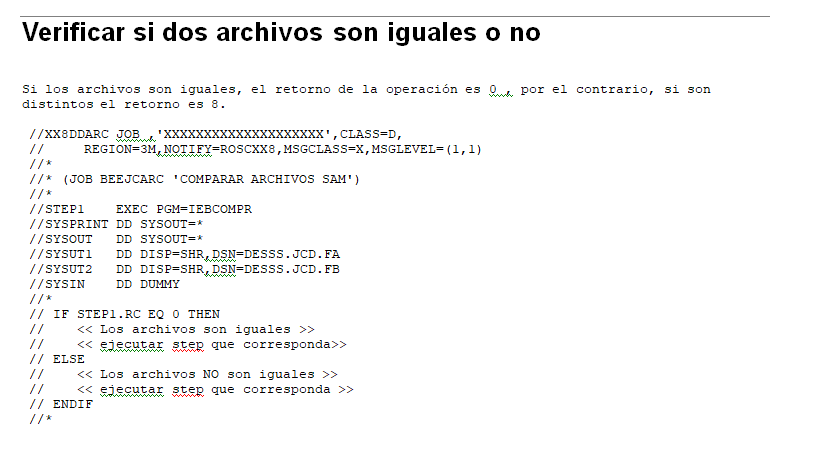 Verificar si dos archivos son iguales o no
Si los archivos son iguales, el retorno de la operación es 0 , por el contrario, si son
distintos el retorno es 8.
//XX8DDARC JOB ,'XXXXXXXXXXXXXXXXXXXX',CLASS=D,
//     REGION=3M,NOTIFY=ROSCXX8,MSGCLASS=X,MSGLEVEL=(1,1)
//*
//* (JOB BEEJCARC 'COMPARAR ARCHIVOS SAM')
//*
//STEP1    EXEC PGM=IEBCOMPR
//SYSPRINT DD SYSOUT=*
//SYSOUT   DD SYSOUT=*
//SYSUT1   DD DISP=SHR,DSN=DESSS.JCD.FA
//SYSUT2   DD DISP=SHR,DSN=DESSS.JCD.FB
//SYSIN    DD DUMMY
//*
// IF STEP1.RC EQ 0 THEN
//    << Los archivos son iguales >>
//    << ejecutar step que corresponda>>
// ELSE
//    << Los archivos NO son iguales >>
//    << ejecutar step que corresponda >>
// ENDIF
//*